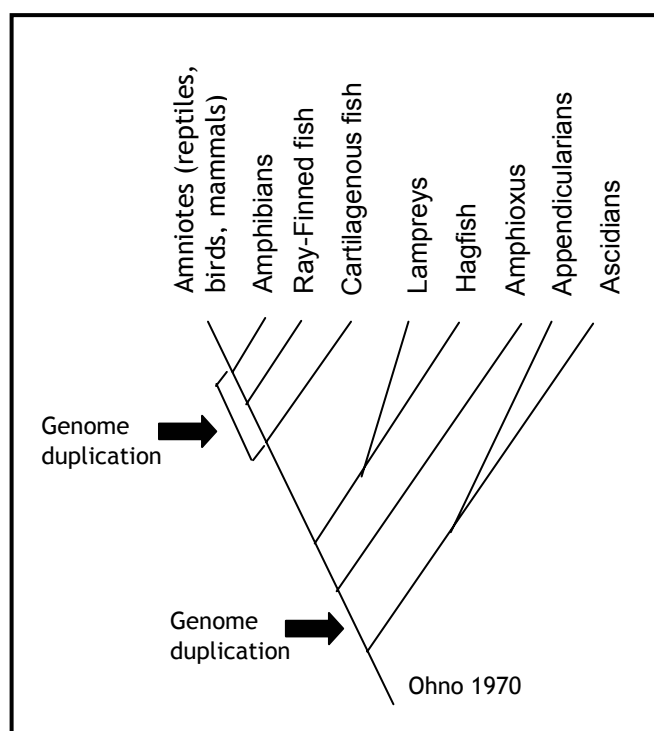 Amniotes (reptiles,
birds, mammals)
Amphibians
Ray-Finned fish
Cartilagenous fish
Lampreys
Hagfish
Amphioxus
Appendicularians
Ascidians
Genome
duplication
Genome
duplication
Ohno 1970